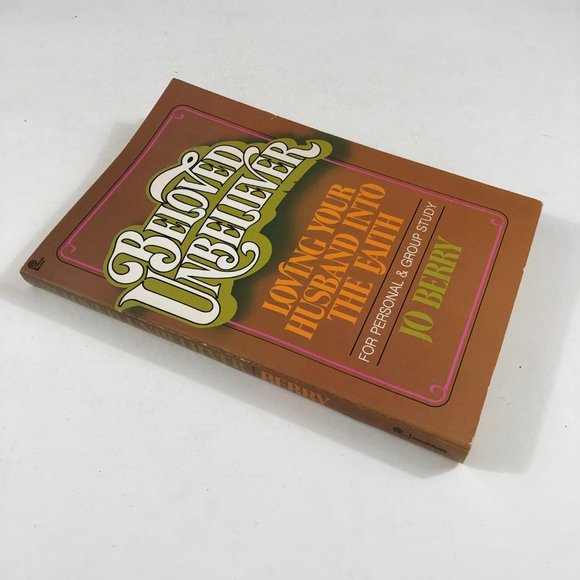 BELOVED
UNBELIEVER
LOVING YOUR
HUSBAND INTO
THE FAITH
FOR PERSONAL & GROUP STUDY
JO BERRY
BERRY